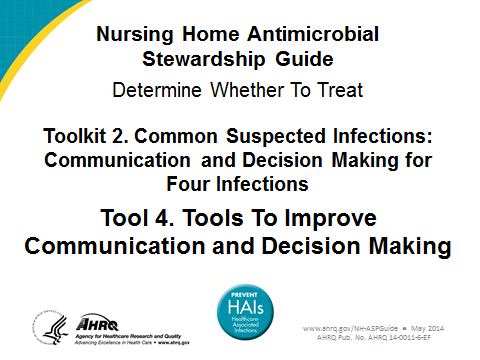 Nursing Home Antimicrobial
Stewardship Guide
Determine Whether To Treat
Toolkit 2. Common Suspected Infections:
Communication and Decision Making for
Four Infections
Tool 4. Tools To Improve
Communication and Decision Making
AHRQ
Agency for Healthcare Research and Quality
Advancing Excellence in Health Care • www.ahrq.gov
PREVENT
HAIs
Healthcare-
Associated
Infections
www.ahrq.gov/NH-ASPGuide ● May 2014
AHRQ Pub. No. AHRQ 14-0011-6-EF